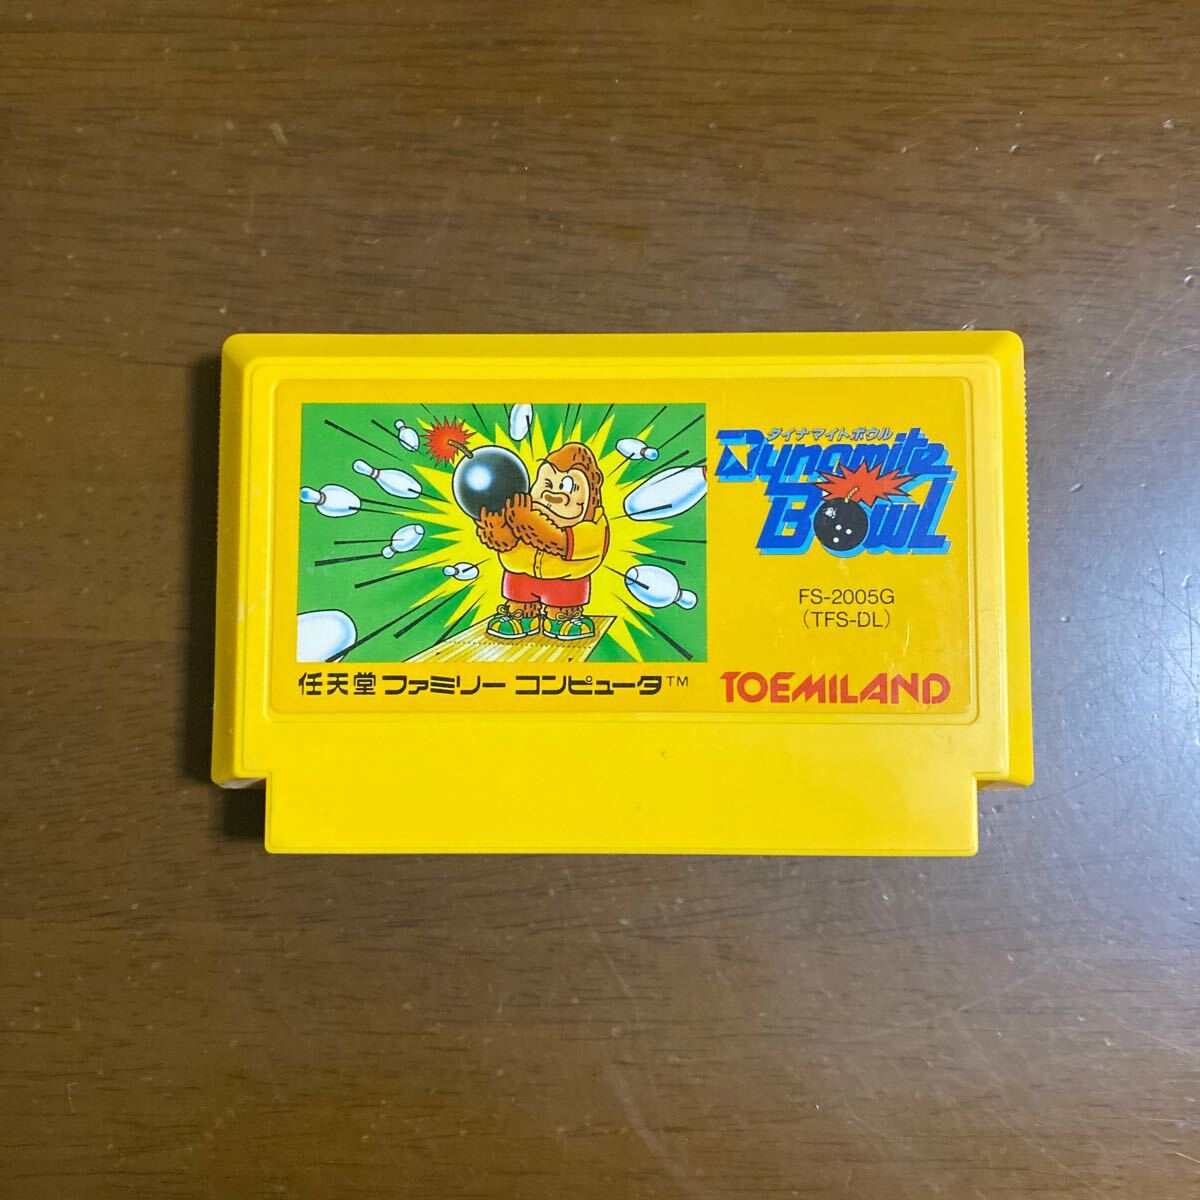 ダイナマイトボウル
Dynamite
Bowl
FS-2005G
(TFS-DL)
任天堂 ファミリー コンピュータ™
TOEMILAND